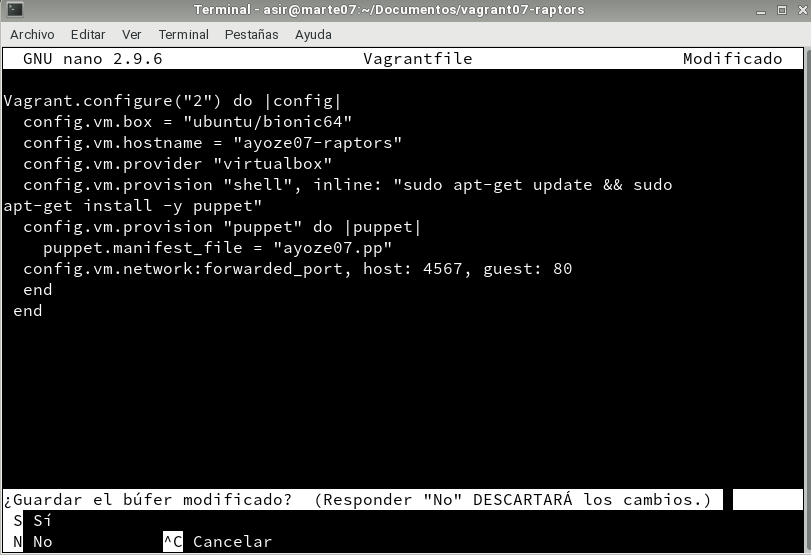 Terminal - asir@marte07:~/Documentos/vagrant07-raptors
Archivo Editar Ver Terminal Pestañas Ayuda
GNU nano 2.9.6 Vagrantfile Modificado
Vagrant.configure("2") do |config|
  config.vm.box = "ubuntu/bionic64"
  config.vm.hostname = "ayoze07-raptors"
  config.vm.provider "virtualbox"
  config.vm.provision "shell", inline: "sudo apt-get update && sudo
apt-get install -y puppet"
  config.vm.provision "puppet" do |puppet|
    puppet.manifest_file = "ayoze07.pp"
  config.vm.network:forwarded_port, host: 4567, guest: 80
  end
 end
¿Guardar el búfer modificado?  (Responder "No" DESCARTARÁ los cambios.)
S Sí
N No ^C Cancelar